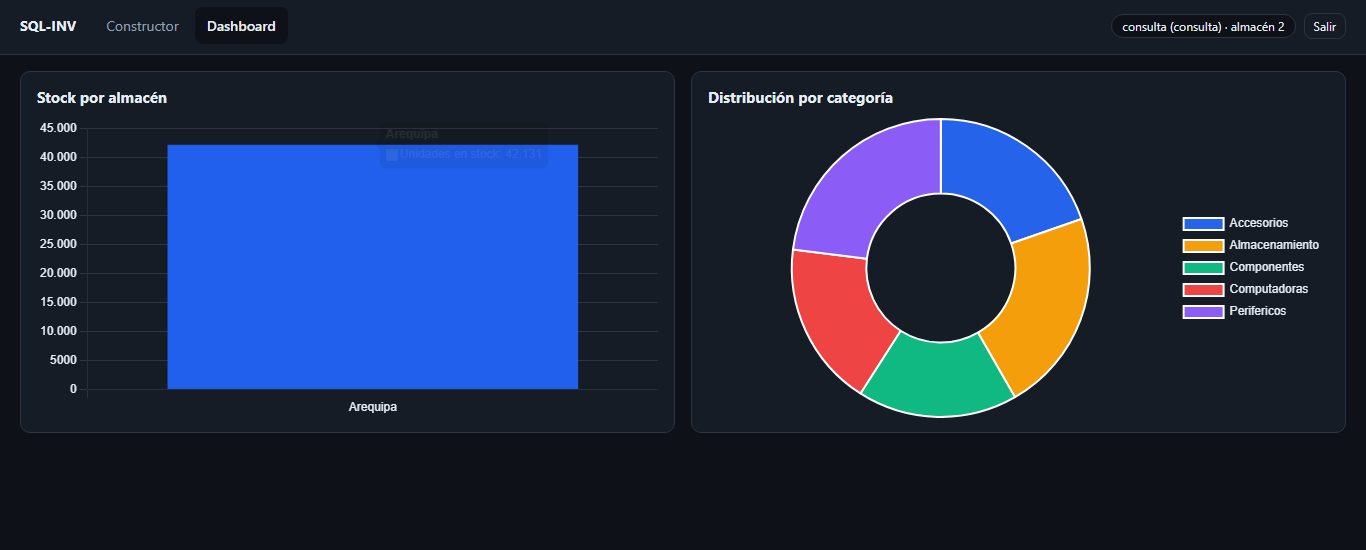 SQL-INV Constructor Dashboard consulta (consulta) · almacén 2 Salir
Stock por almacén
45.000
40.000
35.000
30.000
25.000
20.000
15.000
10.000
5000
0
Arequipa
Unidades en stock: 42.131
Arequipa
Distribución por categoría
Accesorios
Almacenamiento
Componentes
Computadoras
Perifericos